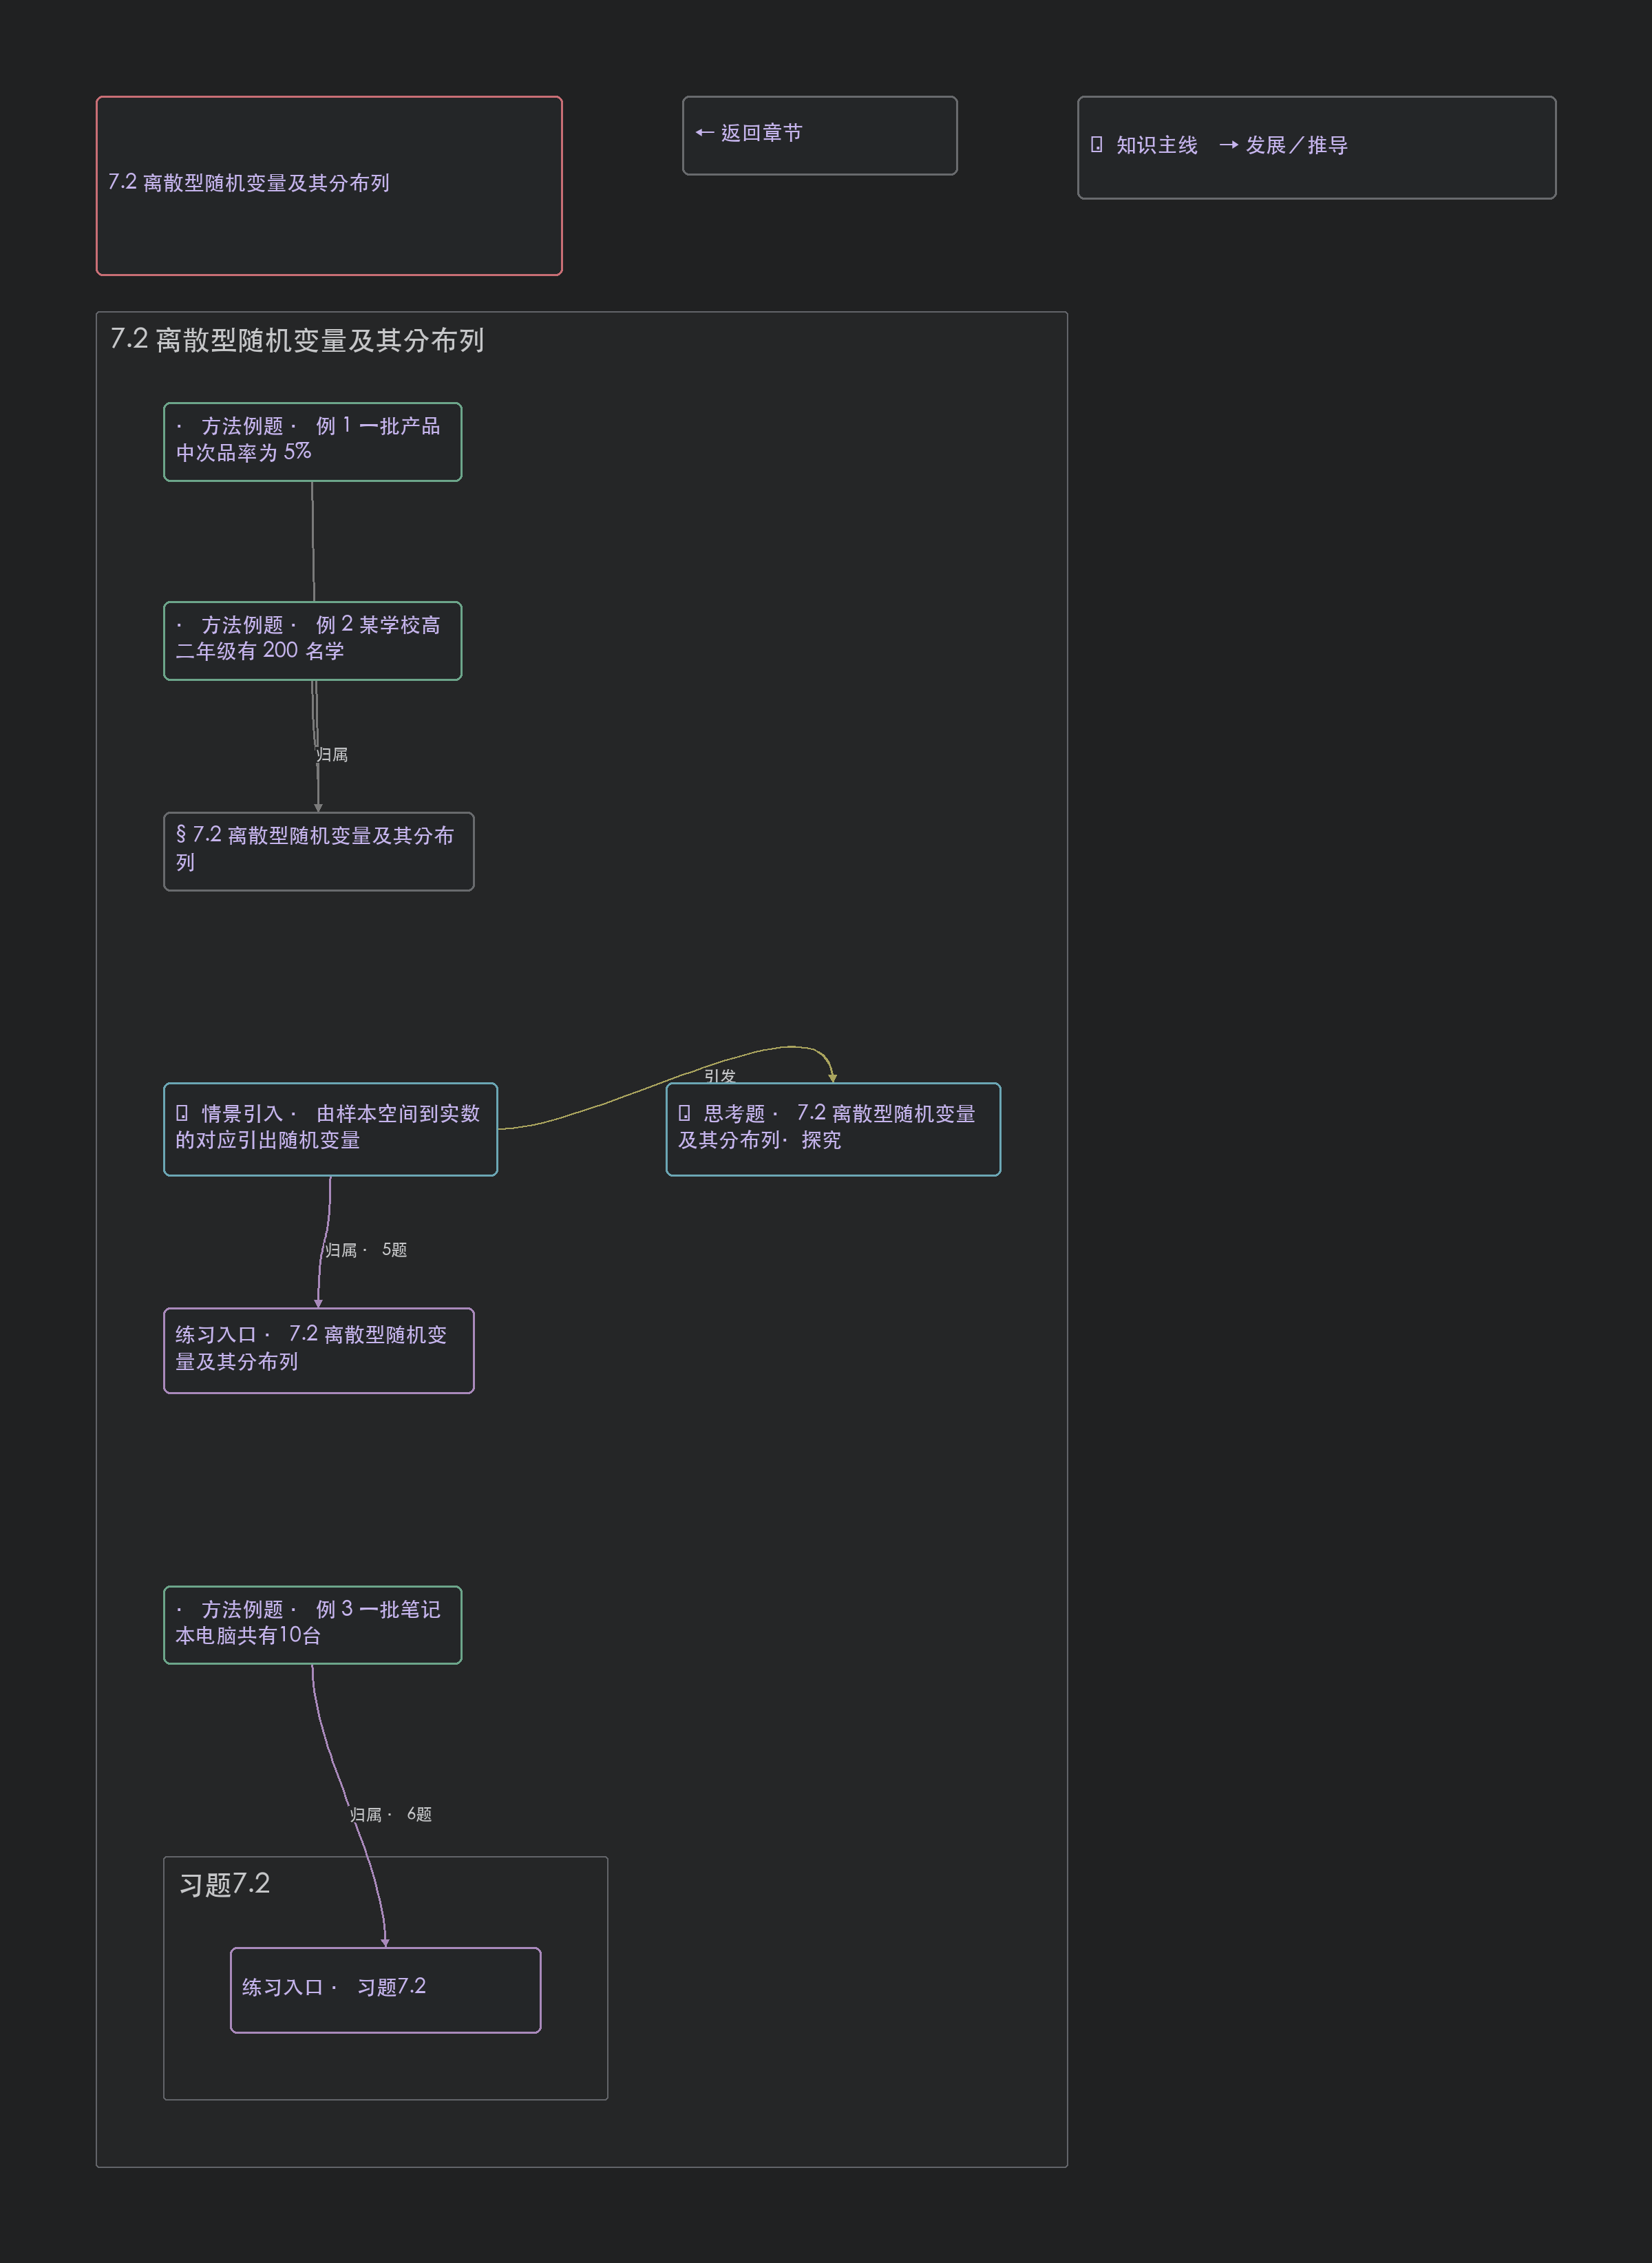 7.2 离散型随机变量及其分布列
← 返回章节
知识主线 → 发展／推导
7.2 离散型随机变量及其分布列
· 方法例题 · 例 1 一批产品
中次品率为 5%
· 方法例题 · 例 2 某学校高
二年级有 200 名学
归属
§ 7.2 离散型随机变量及其分布
列
引发
情景引入 · 由样本空间到实数
的对应引出随机变量
思考题 · 7.2 离散型随机变量
及其分布列· 探究
归属 · 5题
练习入口 · 7.2 离散型随机变
量及其分布列
· 方法例题 · 例 3 一批笔记
本电脑共有10台
归属 · 6题
习题7.2
练习入口 · 习题7.2